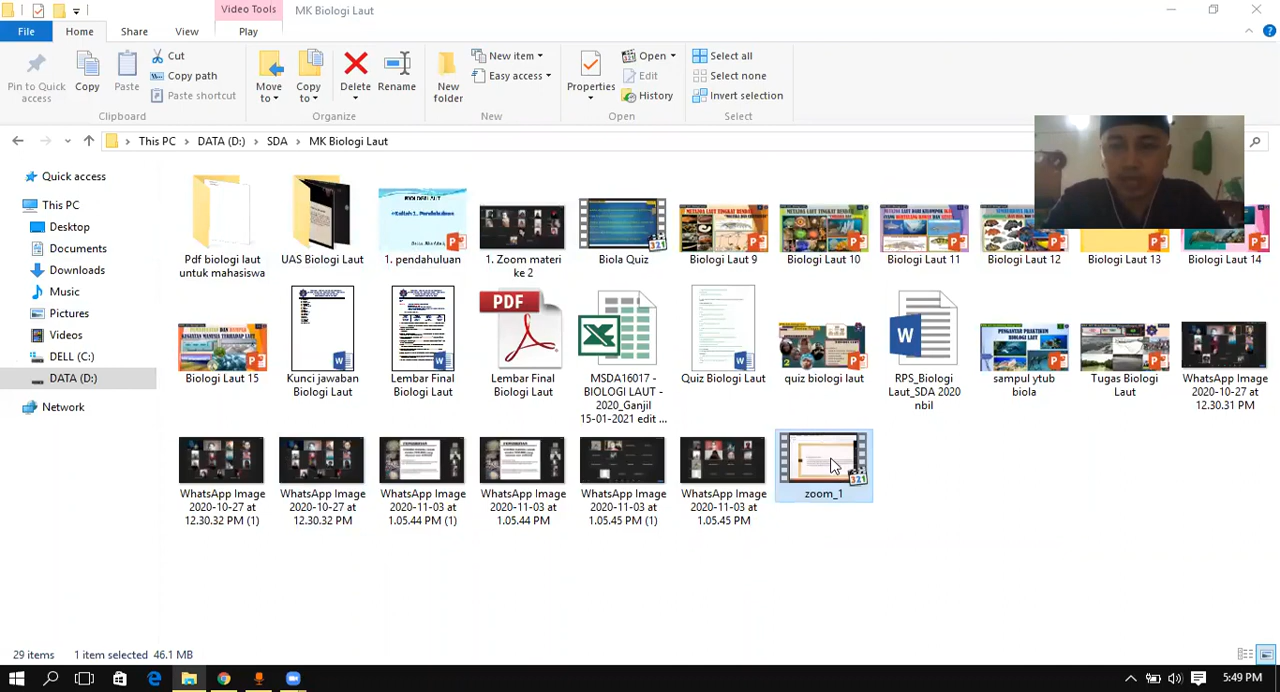 Video Tools
MK Biologi Laut
File
Home
Share
View
Play
Pin to Quick
access
Copy
Paste
Cut
Copy path
Paste shortcut
Clipboard
Move
to
Copy
to
Delete
Rename
Organize
New
folder
New item
Easy access
New
Properties
Open
Edit
History
Open
Select all
Select none
Invert selection
Select
This PC
DATA (D:)
SDA
MK Biologi Laut
Quick access
This PC
Desktop
Documents
Downloads
Music
Pictures
Videos
DELL (C:)
DATA (D:)
Network
Pdf biologi laut
untuk mahasiswa
UAS Biologi Laut
BIOLOGI LAUT
1. pendahuluan
1. Zoom materi
ke 2
321
Biola Quiz
Biologi Laut 9
Biologi Laut 10
Biologi Laut 11
Biologi Laut 12
Biologi Laut 13
Biologi Laut 14
Biologi Laut 15
Kunci jawaban
Biologi Laut
Lembar Final
Biologi Laut
PDF
Lembar Final
Biologi Laut
MSDA16017 -
BIOLOGI LAUT -
2020_Ganjil
15-01-2021 edit ...
Quiz Biologi Laut
quiz biologi laut
RPS_Biologi
Laut_SDA 2020
nbil
sampul ytub
biola
Tugas Biologi
Laut
WhatsApp Image
2020-10-27 at
12.30.31 PM
WhatsApp Image
2020-10-27 at
12.30.32 PM (1)
WhatsApp Image
2020-10-27 at
12.30.32 PM
WhatsApp Image
2020-11-03 at
1.05.44 PM (1)
WhatsApp Image
2020-11-03 at
1.05.44 PM
WhatsApp Image
2020-11-03 at
1.05.45 PM (1)
WhatsApp Image
2020-11-03 at
1.05.45 PM
321
zoom_1
29 items
1 item selected 46.1 MB
5:49 PM